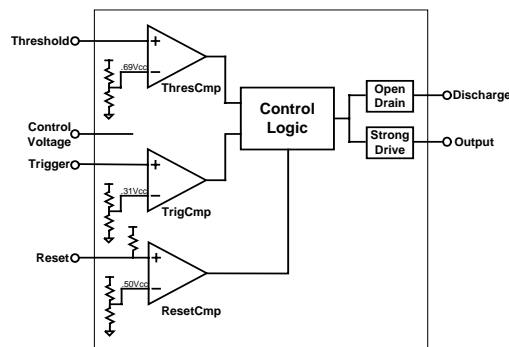 Threshold
+
.69Vcc
−
ThresCmp
Control
Voltage
Trigger
+
.31Vcc
−
TrigCmp
Reset
+
.50Vcc
−
ResetCmp
Control
Logic
Open
Drain
Discharge
Strong
Drive
Output